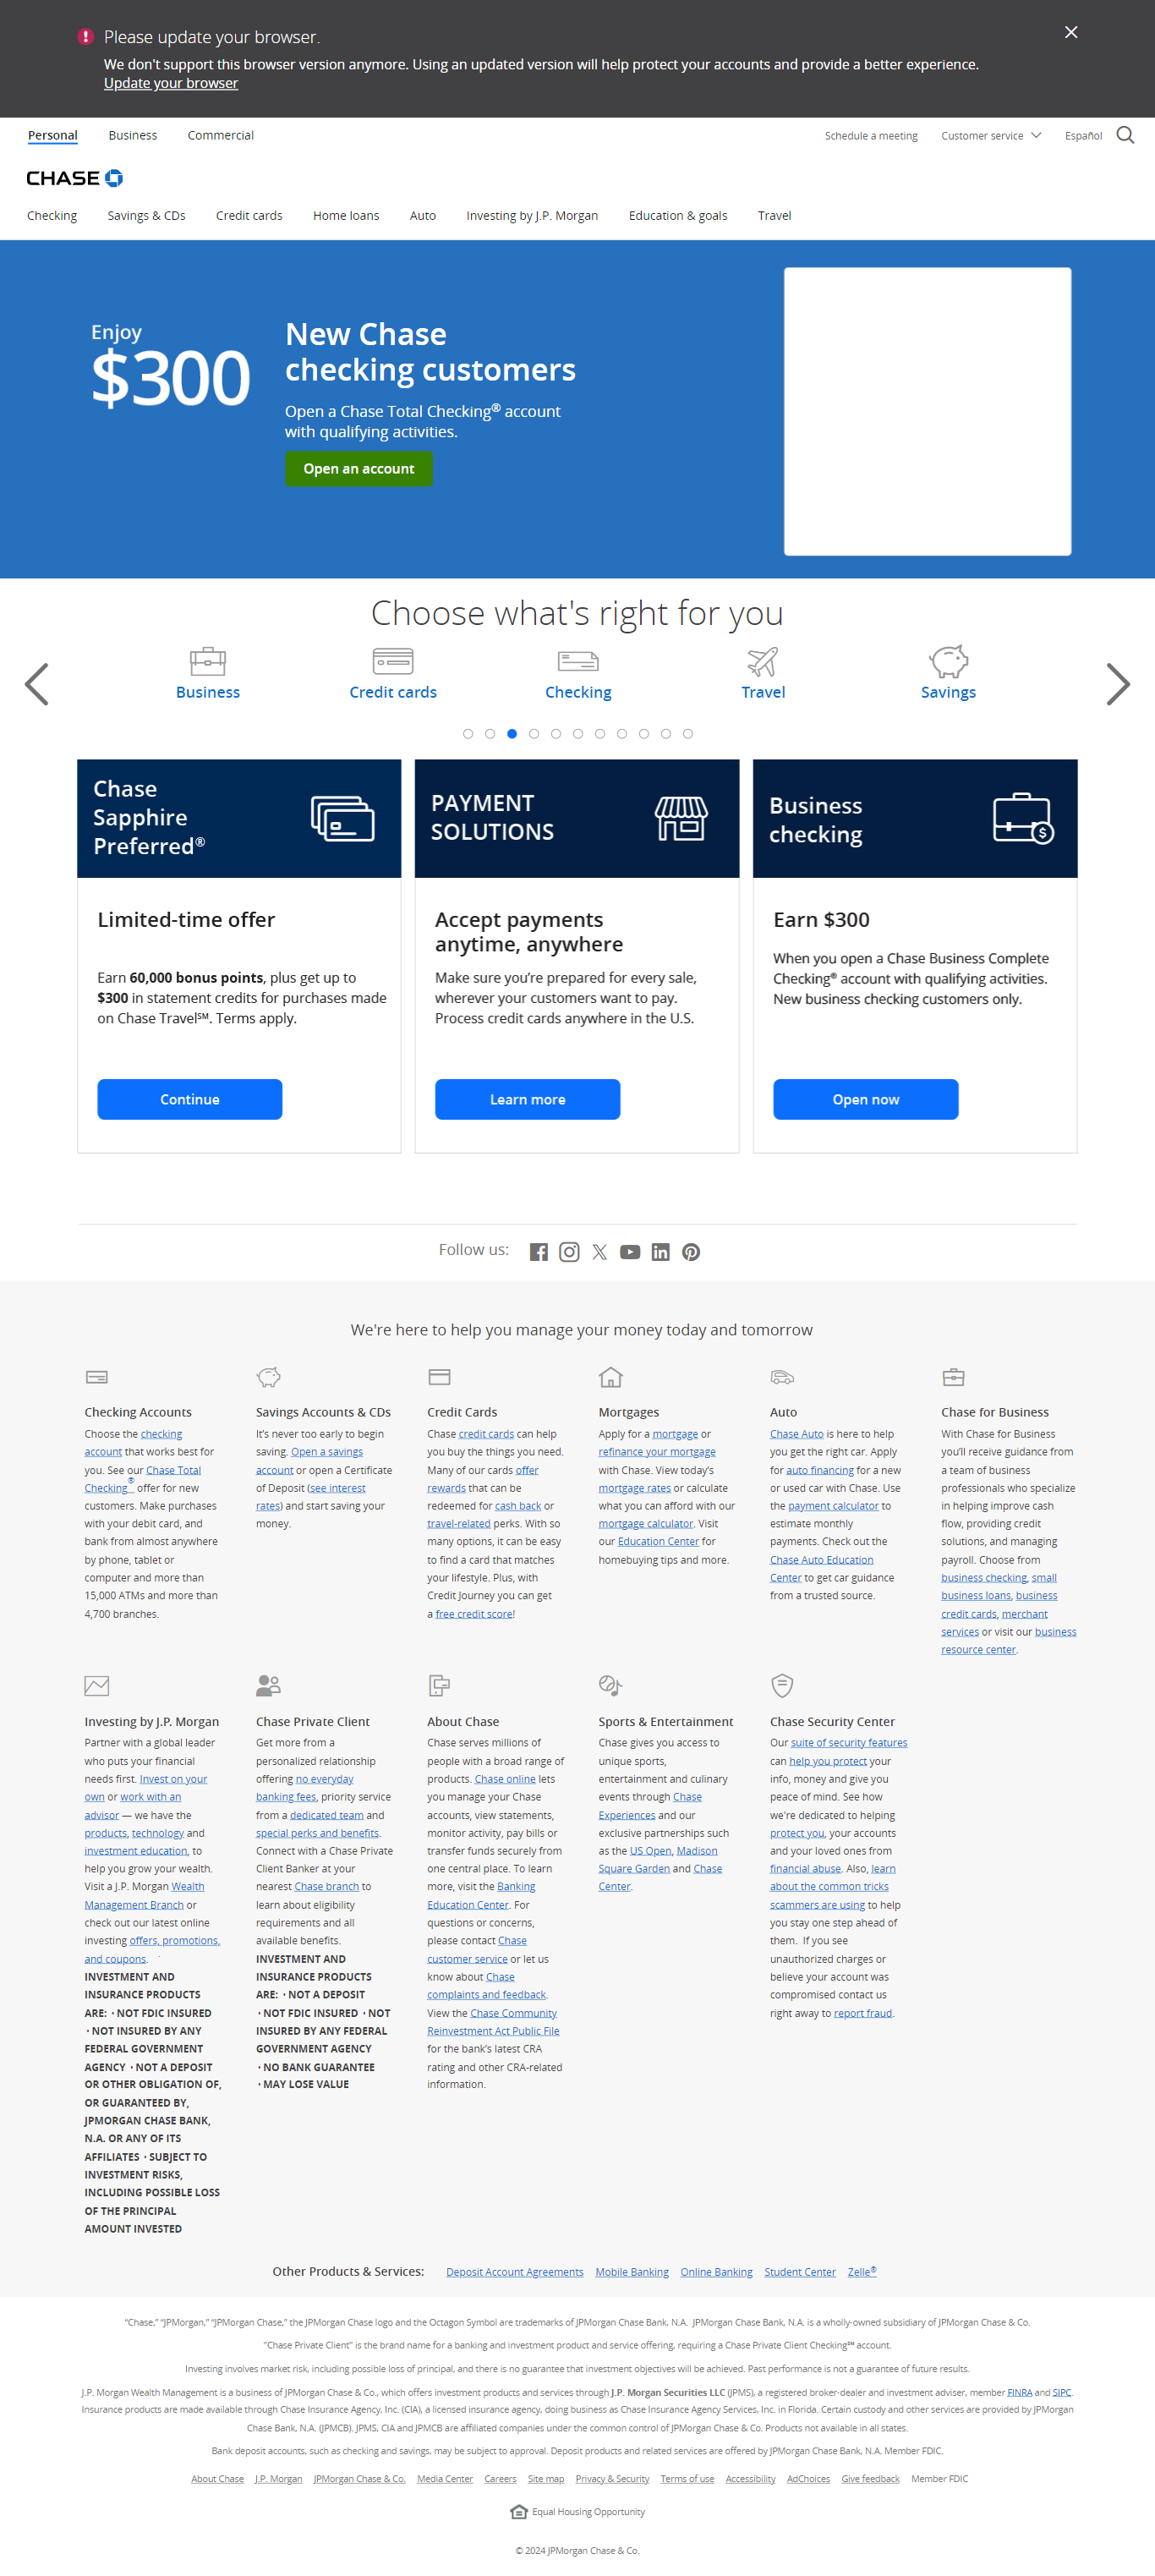 Please update your browser.
We don't support this browser version anymore. Using an updated version will help protect your accounts and provide a better experience.
Update your browser
Personal
Business
Commercial
Schedule a meeting
Customer service
Español
CHASE
Checking
Savings & CDs
Credit cards
Home loans
Auto
Investing by J.P. Morgan
Education & goals
Travel
Enjoy
$300
New Chase
checking customers
Open a Chase Total Checking® account
with qualifying activities.
Open an account
Choose what's right for you
Business
Credit cards
Checking
Travel
Savings
Chase
Sapphire
Preferred®
Limited-time offer
Earn 60,000 bonus points, plus get up to
$300 in statement credits for purchases made
on Chase Travel℠. Terms apply.
Continue
PAYMENT
SOLUTIONS
Accept payments
anytime, anywhere
Make sure you’re prepared for every sale,
wherever your customers want to pay.
Process credit cards anywhere in the U.S.
Learn more
Business
checking
Earn $300
When you open a Chase Business Complete
Checking® account with qualifying activities.
New business checking customers only.
Open now
Follow us:
We're here to help you manage your money today and tomorrow
Checking Accounts
Choose the checking
account that works best for
you. See our Chase Total
Checking® offer for new
customers. Make purchases
with your debit card, and
bank from almost anywhere
by phone, tablet or
computer and more than
15,000 ATMs and more than
4,700 branches.
Savings Accounts & CDs
It’s never too early to begin
saving. Open a savings
account or open a Certificate
of Deposit (see interest
rates) and start saving your
money.
Credit Cards
Chase credit cards can help
you buy the things you need.
Many of our cards offer
rewards that can be
redeemed for cash back or
travel-related perks. With so
many options, it can be easy
to find a card that matches
your lifestyle. Plus, with
Credit Journey you can get
a free credit score!
Mortgages
Apply for a mortgage or
refinance your mortgage
with Chase. View today’s
mortgage rates or calculate
what you can afford with our
mortgage calculator. Visit
our Education Center for
homebuying tips and more.
Auto
Chase Auto is here to help
you get the right car. Apply
for auto financing for a new
or used car with Chase. Use
the payment calculator to
estimate monthly
payments. Check out the
Chase Auto Education
Center to get car guidance
from a trusted source.
Chase for Business
With Chase for Business
you’ll receive guidance from
a team of business
professionals who specialize
in helping improve cash
flow, providing credit
solutions, and managing
payroll. Choose from
business checking, small
business loans, business
credit cards, merchant
services or visit our business
resource center.
Investing by J.P. Morgan
Partner with a global leader
who puts your financial
needs first. Invest on your
own or work with an
advisor — we have the
products, technology and
investment education, to
help you grow your wealth.
Visit a J.P. Morgan Wealth
Management Branch or
check out our latest online
investing offers, promotions,
and coupons.
INVESTMENT AND
INSURANCE PRODUCTS
ARE: · NOT FDIC INSURED
· NOT INSURED BY ANY
FEDERAL GOVERNMENT
AGENCY · NOT A DEPOSIT
OR OTHER OBLIGATION OF,
OR GUARANTEED BY,
JPMORGAN CHASE BANK,
N.A. OR ANY OF ITS
AFFILIATES · SUBJECT TO
INVESTMENT RISKS,
INCLUDING POSSIBLE LOSS
OF THE PRINCIPAL
AMOUNT INVESTED
Chase Private Client
Get more from a
personalized relationship
offering no everyday
banking fees, priority service
from a dedicated team and
special perks and benefits.
Connect with a Chase Private
Client Banker at your
nearest Chase branch to
learn about eligibility
requirements and all
available benefits.
INVESTMENT AND
INSURANCE PRODUCTS
ARE: · NOT A DEPOSIT
· NOT FDIC INSURED · NOT
INSURED BY ANY FEDERAL
GOVERNMENT AGENCY
· NO BANK GUARANTEE
· MAY LOSE VALUE
About Chase
Chase serves millions of
people with a broad range of
products. Chase online lets
you manage your Chase
accounts, view statements,
monitor activity, pay bills or
transfer funds securely from
one central place. To learn
more, visit the Banking
Education Center. For
questions or concerns,
please contact Chase
customer service or let us
know about Chase
complaints and feedback.
View the Chase Community
Reinvestment Act Public File
for the bank’s latest CRA
rating and other CRA-related
information.
Sports & Entertainment
Chase gives you access to
unique sports,
entertainment and culinary
events through Chase
Experiences and our
exclusive partnerships such
as the US Open, Madison
Square Garden and Chase
Center.
Chase Security Center
Our suite of security features
can help you protect your
info, money and give you
peace of mind. See how
we're dedicated to helping
protect you, your accounts
and your loved ones from
financial abuse. Also, learn
about the common tricks
scammers are using to help
you stay one step ahead of
them. If you see
unauthorized charges or
believe your account was
compromised contact us
right away to report fraud.
Other Products & Services:
Deposit Account Agreements
Mobile Banking
Online Banking
Student Center
Zelle®
“Chase,” “JPMorgan,” “JPMorgan Chase,” the JPMorgan Chase logo and the Octagon Symbol are trademarks of JPMorgan Chase Bank, N.A. JPMorgan Chase Bank, N.A. is a wholly-owned subsidiary of JPMorgan Chase & Co.
"Chase Private Client" is the brand name for a banking and investment product and service offering, requiring a Chase Private Client Checking℠ account.
Investing involves market risk, including possible loss of principal, and there is no guarantee that investment objectives will be achieved. Past performance is not a guarantee of future results.
J.P. Morgan Wealth Management is a business of JPMorgan Chase & Co., which offers investment products and services through J.P. Morgan Securities LLC (JPMS), a registered broker-dealer and investment adviser, member FINRA and SIPC.
Insurance products are made available through Chase Insurance Agency, Inc. (CIA), a licensed insurance agency, doing business as Chase Insurance Agency Services, Inc. in Florida. Certain custody and other services are provided by JPMorgan
Chase Bank, N.A. (JPMCB). JPMS, CIA and JPMCB are affiliated companies under the common control of JPMorgan Chase & Co. Products not available in all states.
Bank deposit accounts, such as checking and savings, may be subject to approval. Deposit products and related services are offered by JPMorgan Chase Bank, N.A. Member FDIC.
About Chase
J.P. Morgan
JPMorgan Chase & Co.
Media Center
Careers
Site map
Privacy & Security
Terms of use
Accessibility
AdChoices
Give feedback
Member FDIC
Equal Housing Opportunity
© 2024 JPMorgan Chase & Co.